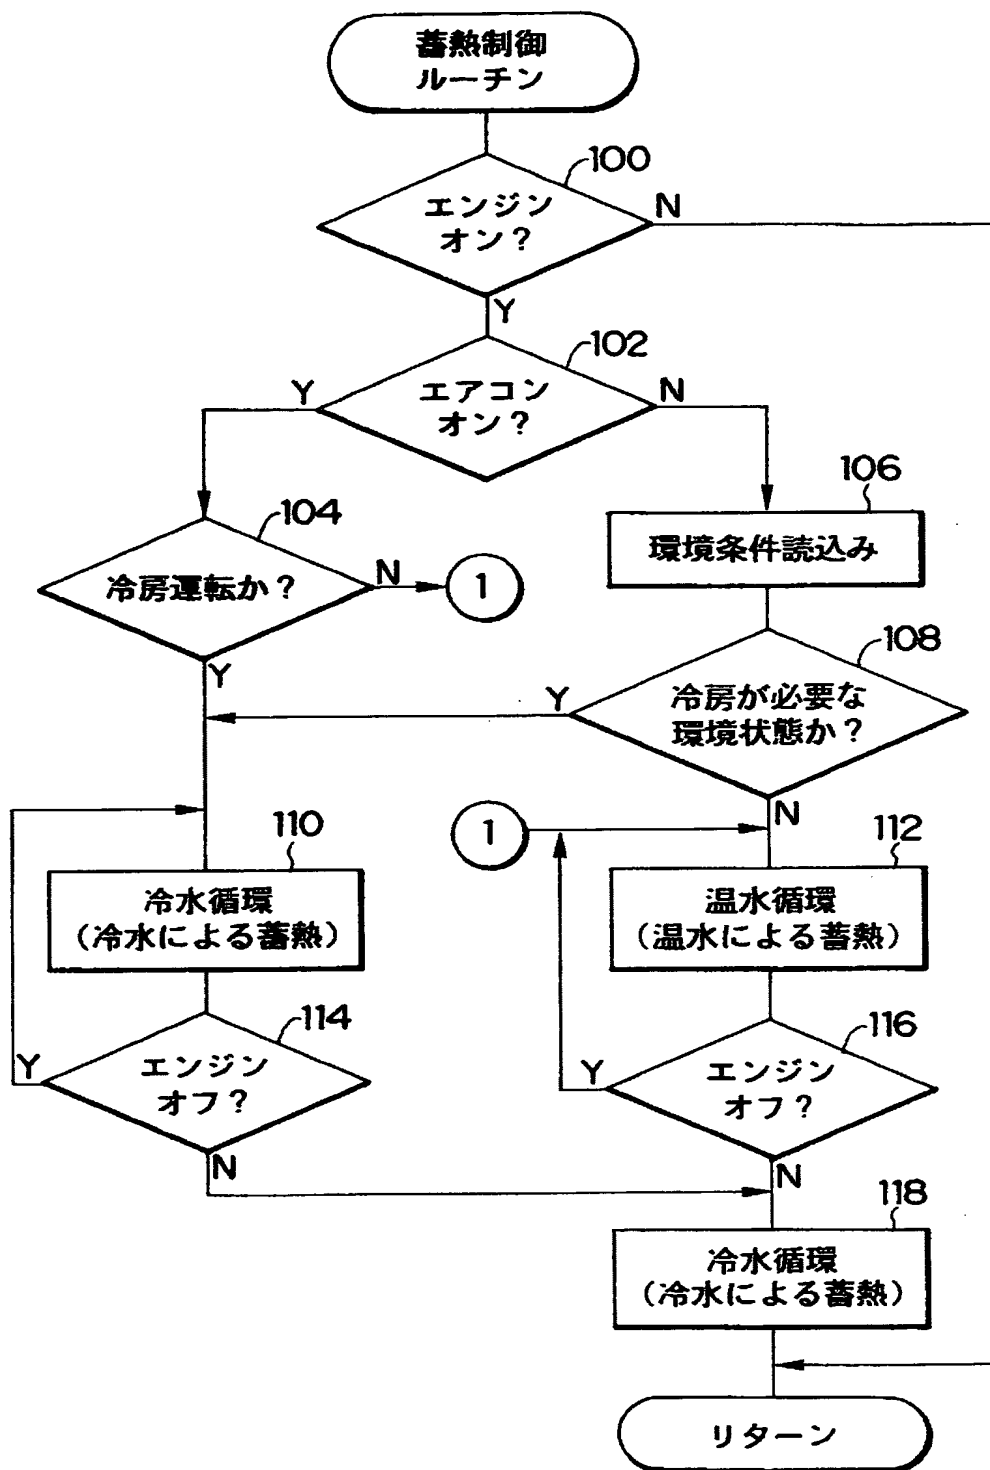 蓄熱制御
ルーチン
100
エンジン
オン?
N
Y
102
エアコン
オン?
Y
N
104
冷房運転か?
N
1
Y
106
環境条件読込み
108
冷房が必要な
環境状態か?
Y
N
110
冷水循環
(冷水による蓄熱)
1
112
温水循環
(温水による蓄熱)
114
エンジン
オフ?
Y
N
116
エンジン
オフ?
Y
N
118
冷水循環
(冷水による蓄熱)
リターン